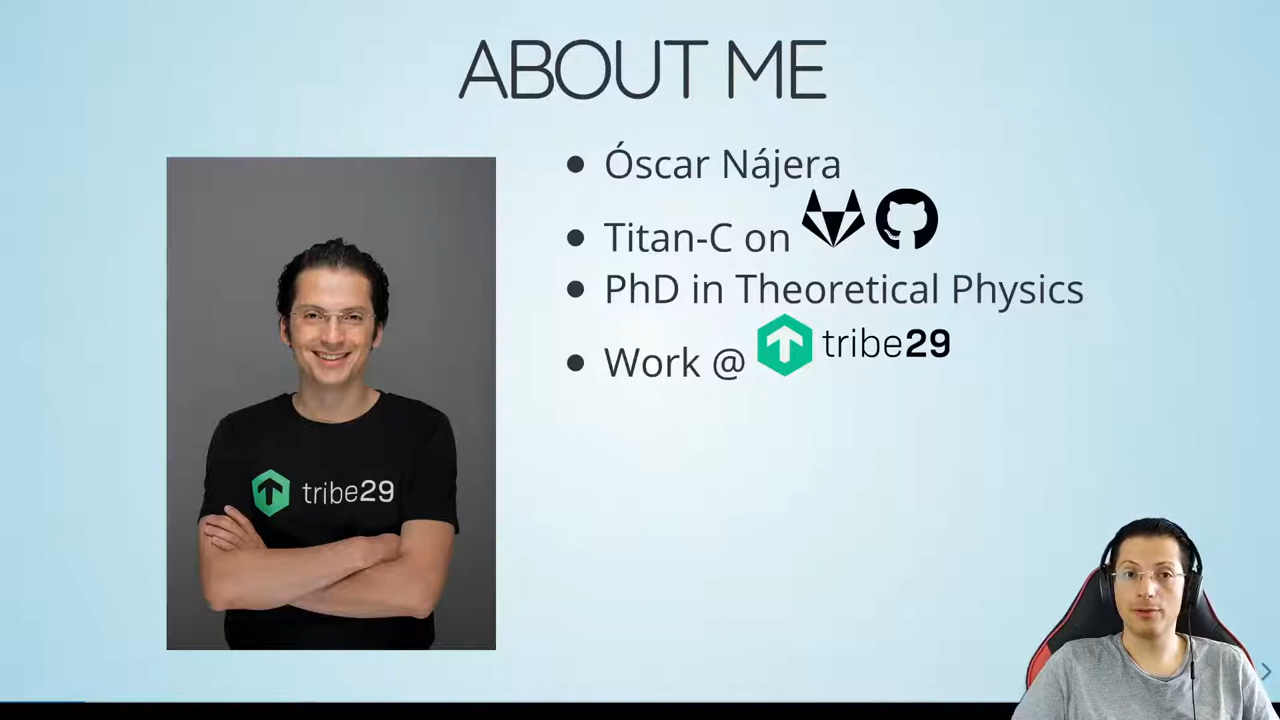 ABOUT ME
Óscar Nájera
Titan-C on
PhD in Theoretical Physics
Work @ tribe29
tribe29